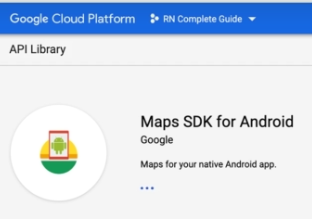 Google Cloud Platform RN Complete Guide
API Library
Maps SDK for Android
Google
Maps for your native Android app.